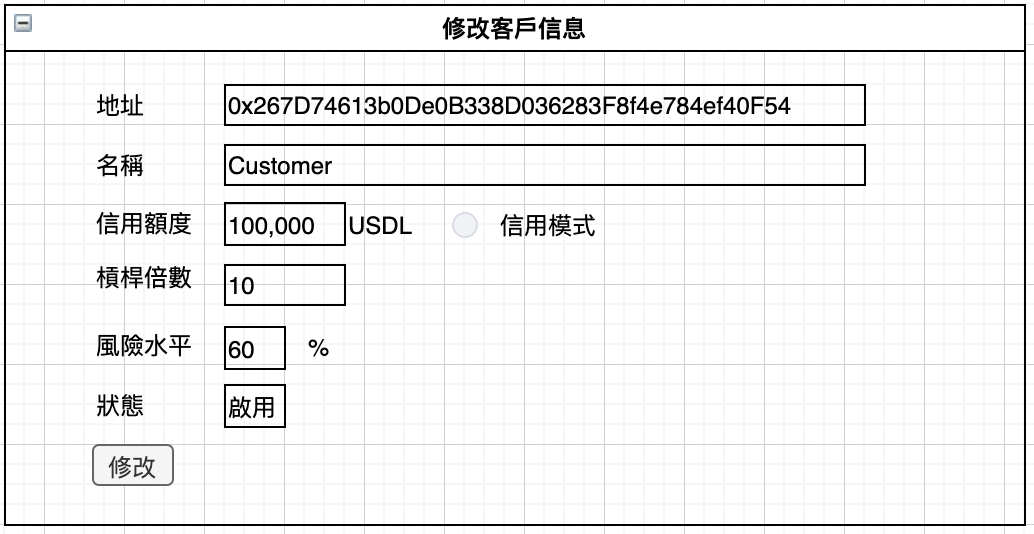 修改客戶信息
地址 0x267D74613b0De0B338D036283F8f4e784ef40F54
名稱 Customer
信用額度 100,000 USDL 信用模式
槓桿倍數 10
風險水平 60 %
狀態 啟用
修改